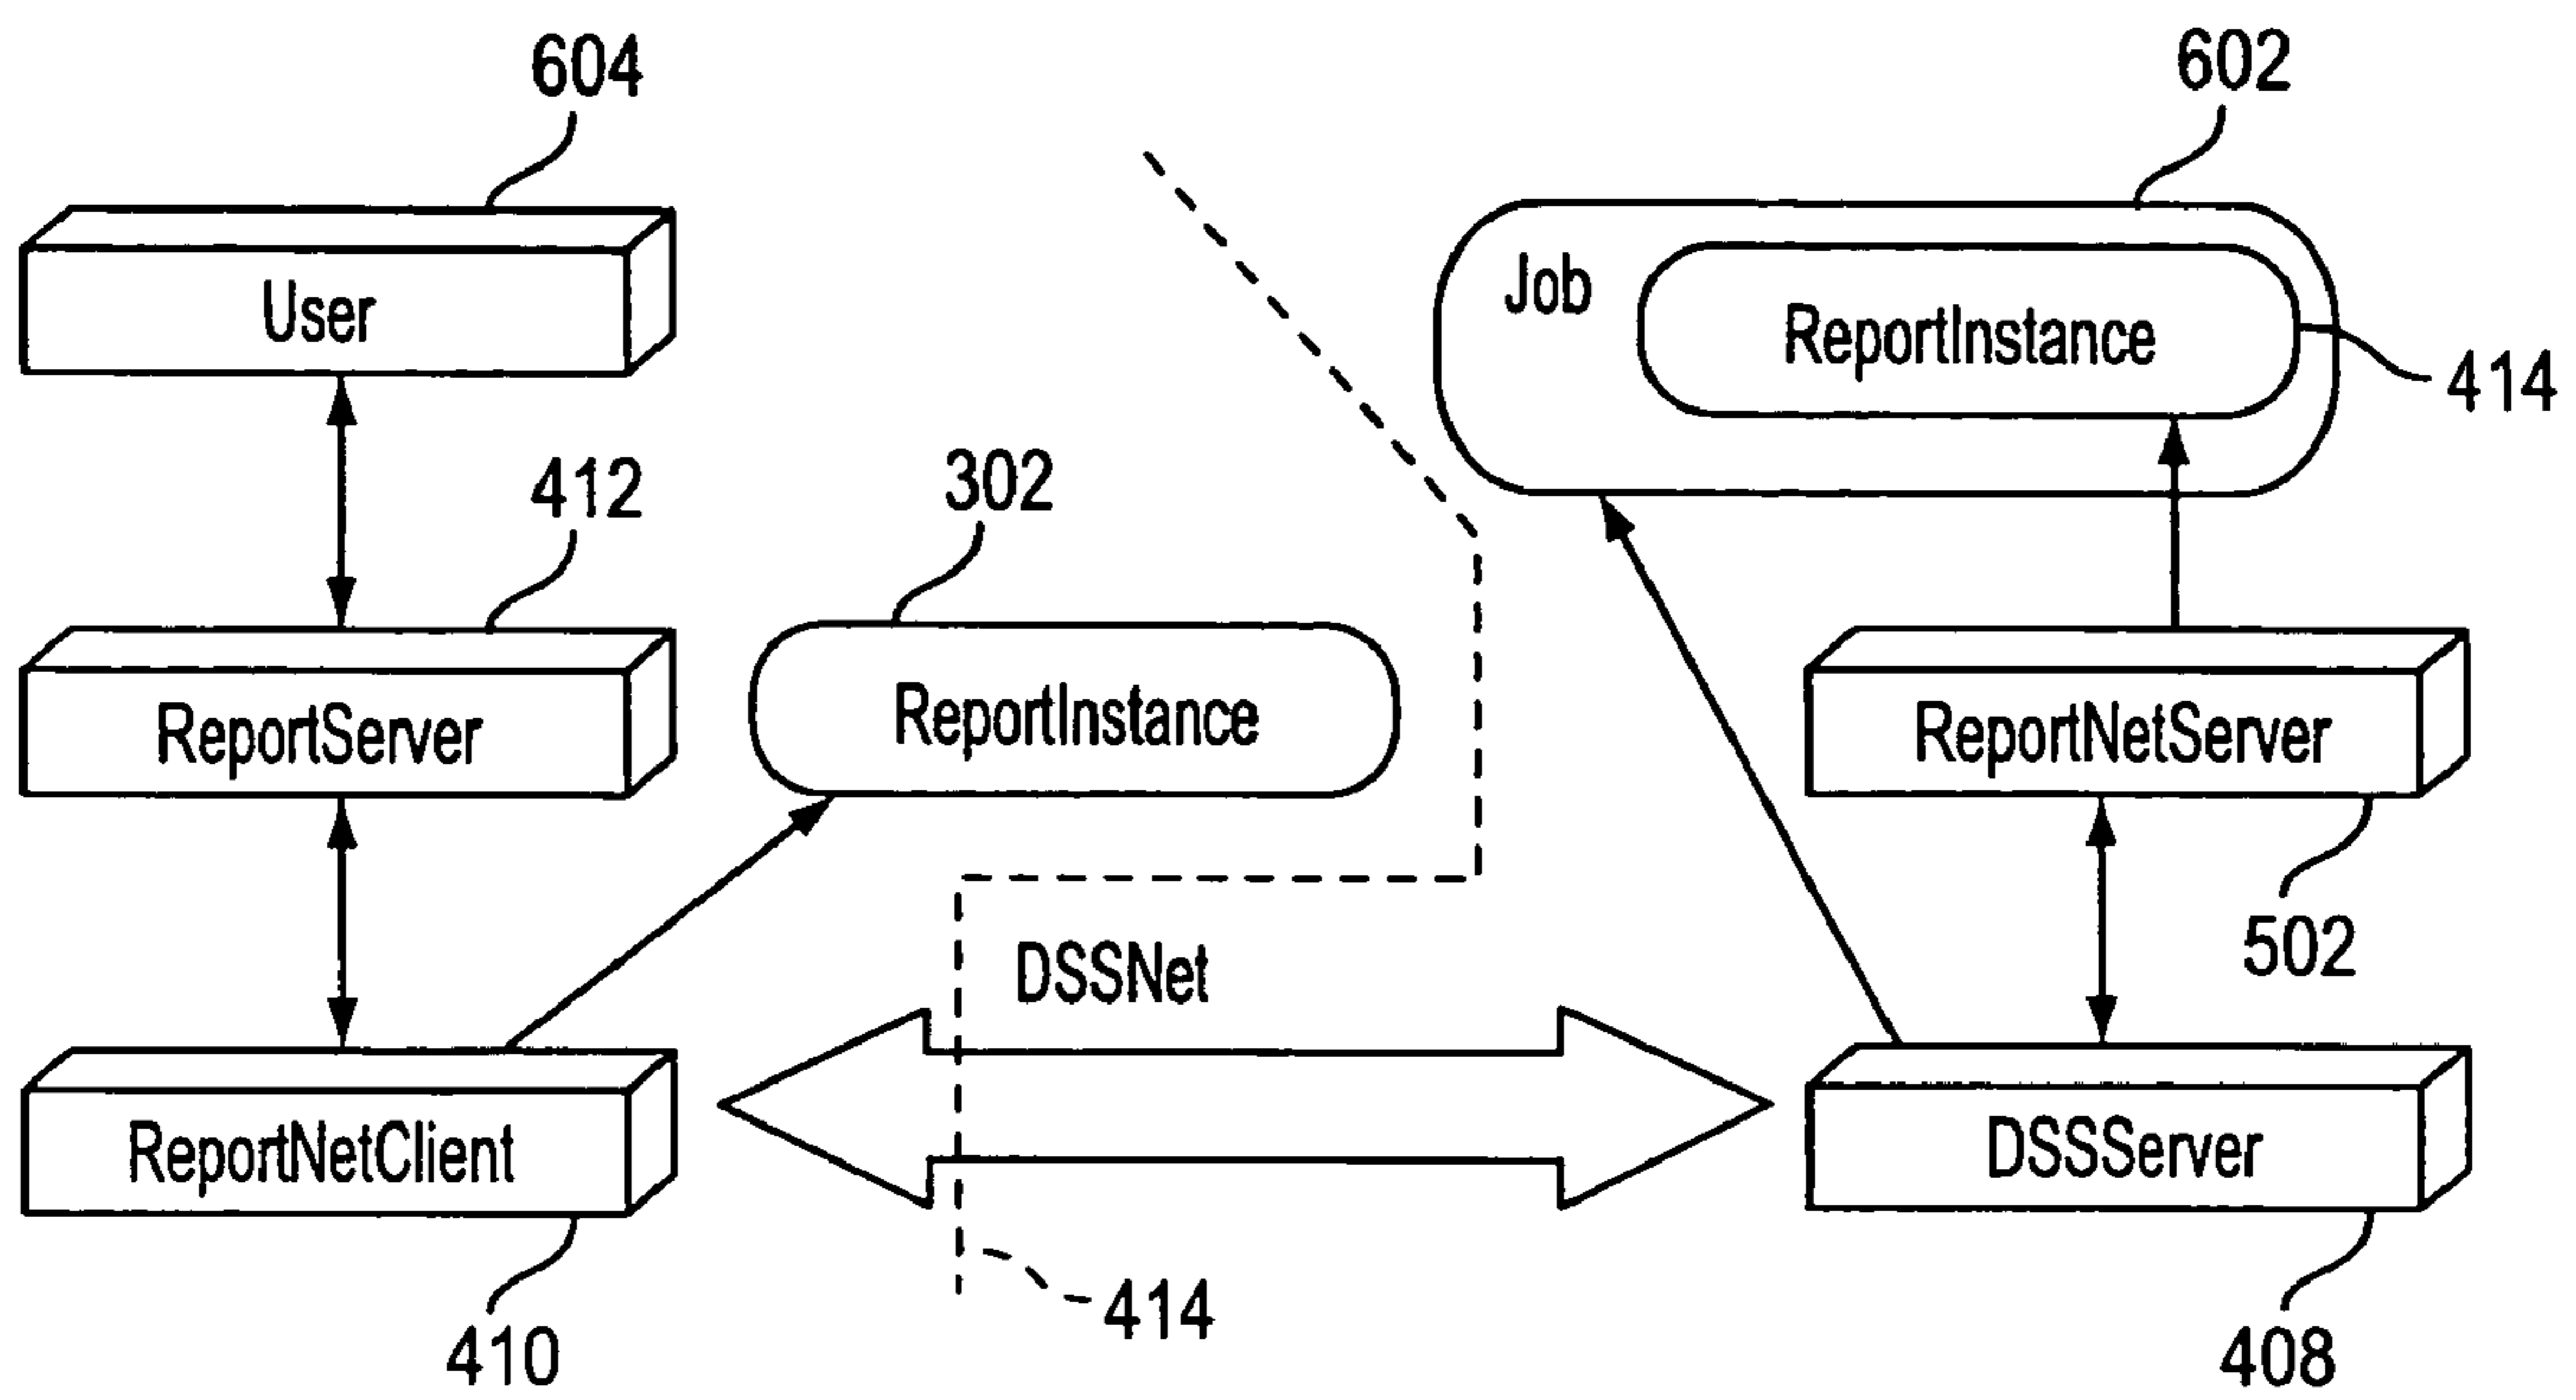 604
602
User
Job
ReportInstance
414
412
302
ReportServer
ReportInstance
ReportNetServer
502
DSSNet
ReportNetClient
DSSServer
410
414
408